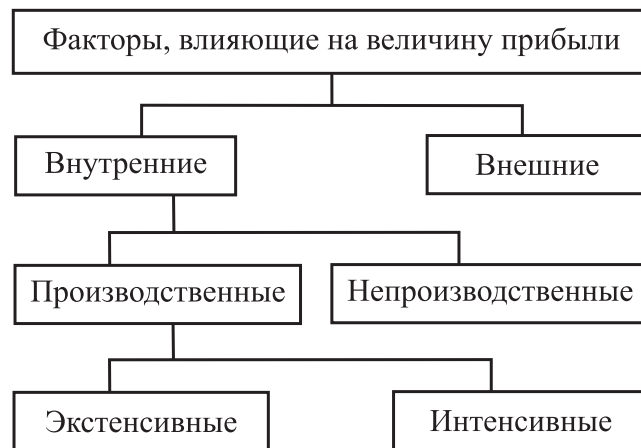 Факторы, влияющие на величину прибыли
Внутренние
Внешние
Производственные
Непроизводственные
Экстенсивные
Интенсивные